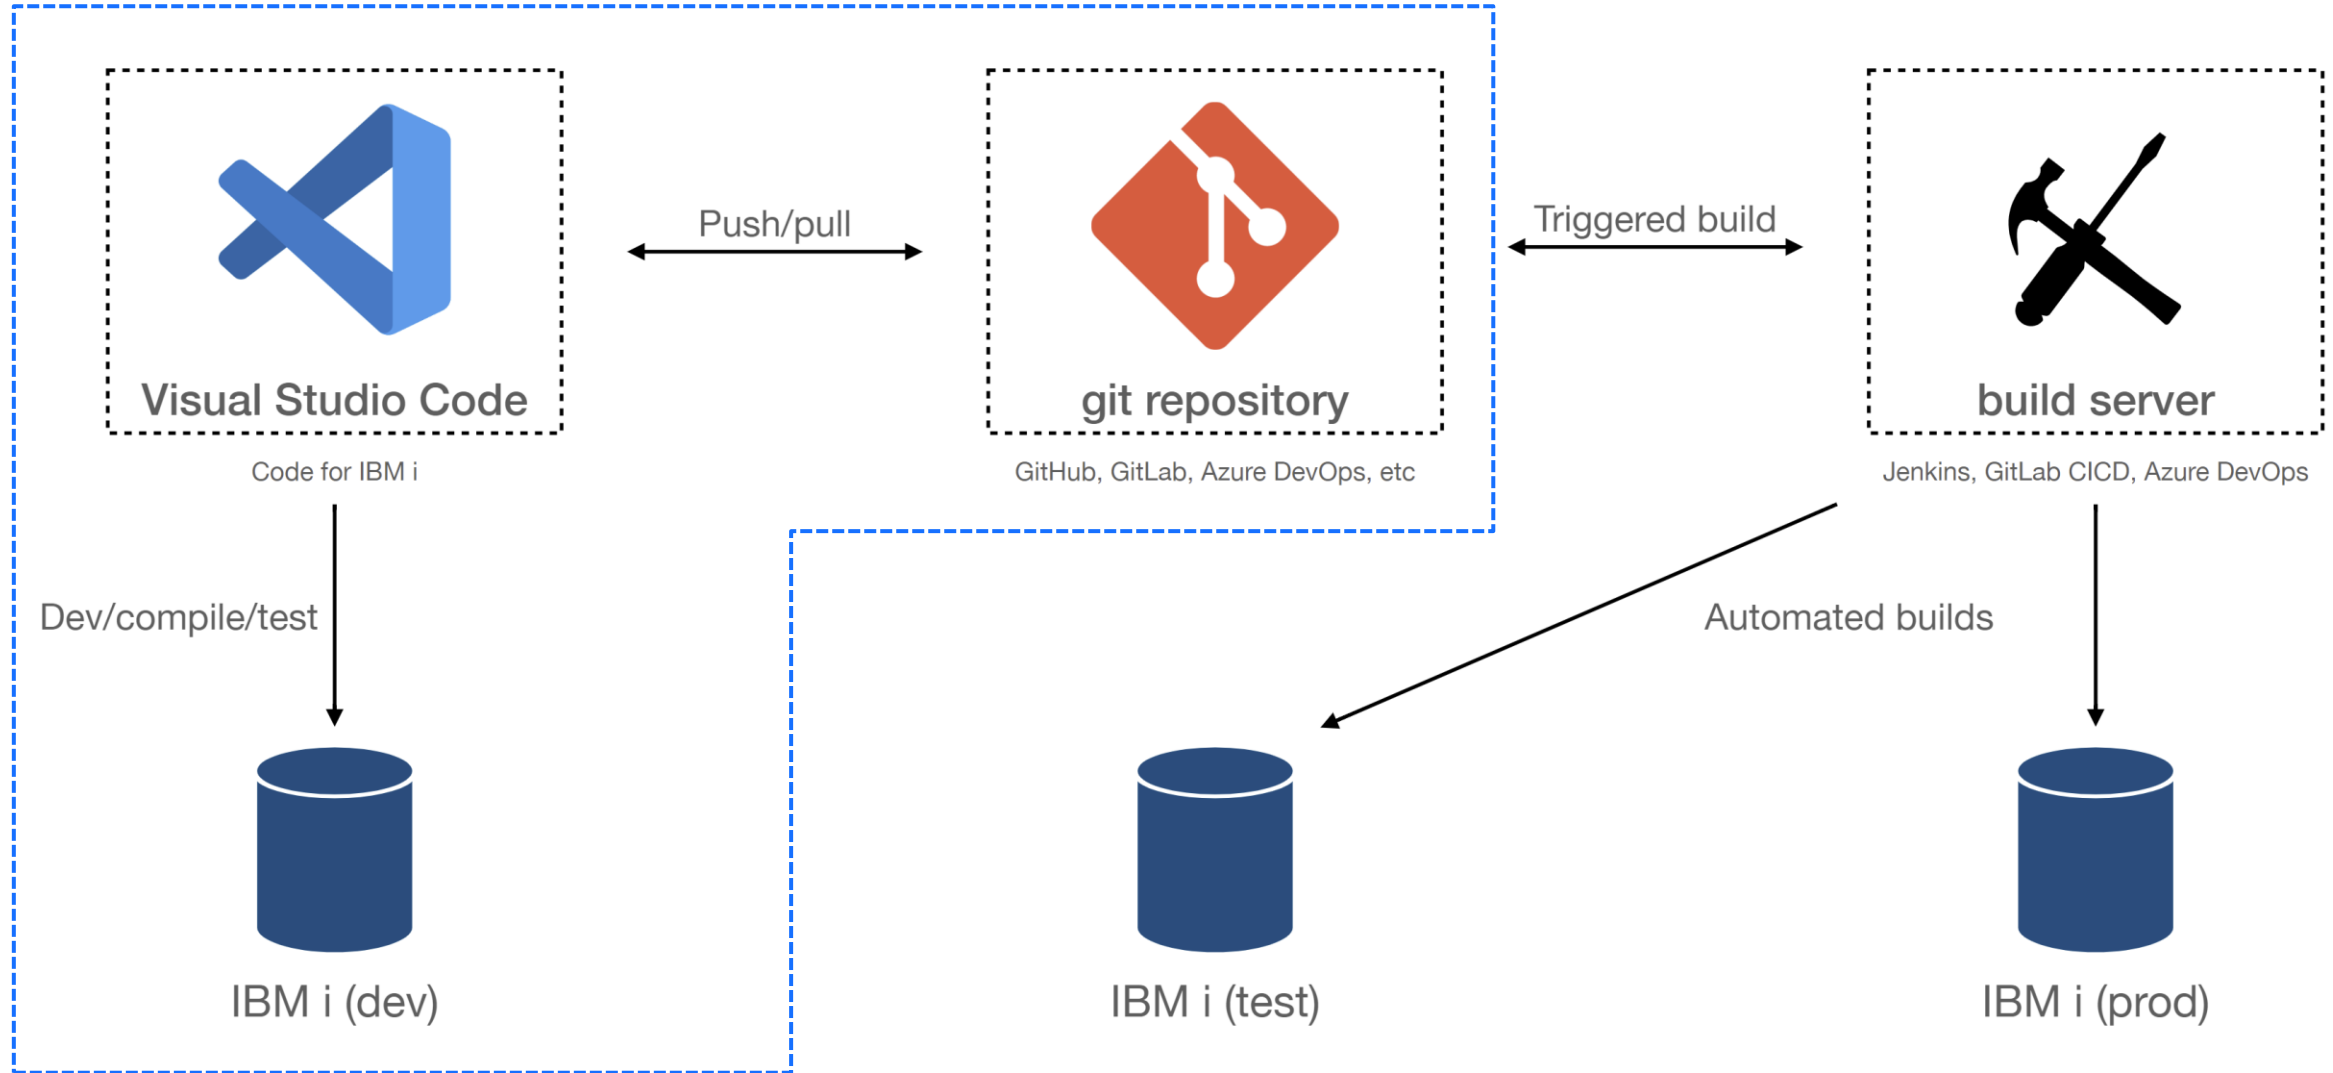 Push/pull
Triggered build
Visual Studio Code
git repository
build server
Code for IBM i
GitHub, GitLab, Azure DevOps, etc
Jenkins, GitLab CICD, Azure DevOps
Dev/compile/test
Automated builds
IBM i (dev)
IBM i (test)
IBM i (prod)